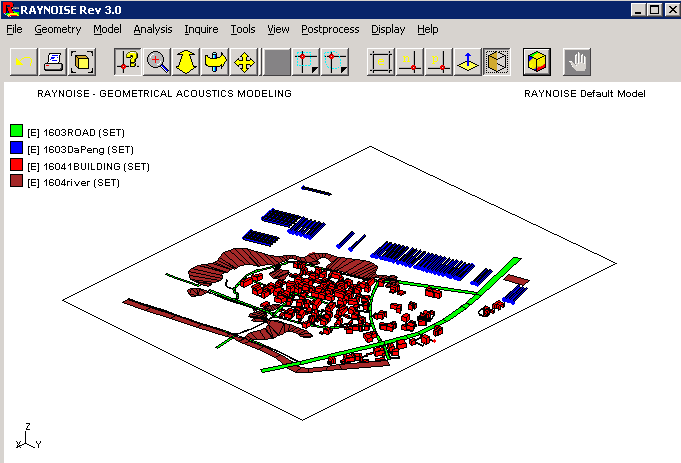 RAYNOISE Rev 3.0
File Geometry Model Analysis Inquire Tools View Postprocess Display Help
RAYNOISE - GEOMETRICAL ACOUSTICS MODELING RAYNOISE Default Model
[E] 1603ROAD (SET)
[E] 1603DaPeng (SET)
[E] 16041BUILDING (SET)
[E] 1604river (SET)
Z
X Y